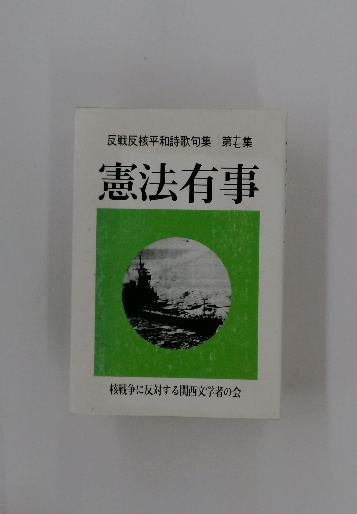 反戦反核平和詩歌句集 第十七集
憲法有事
核戦争に反対する関西文学者の会